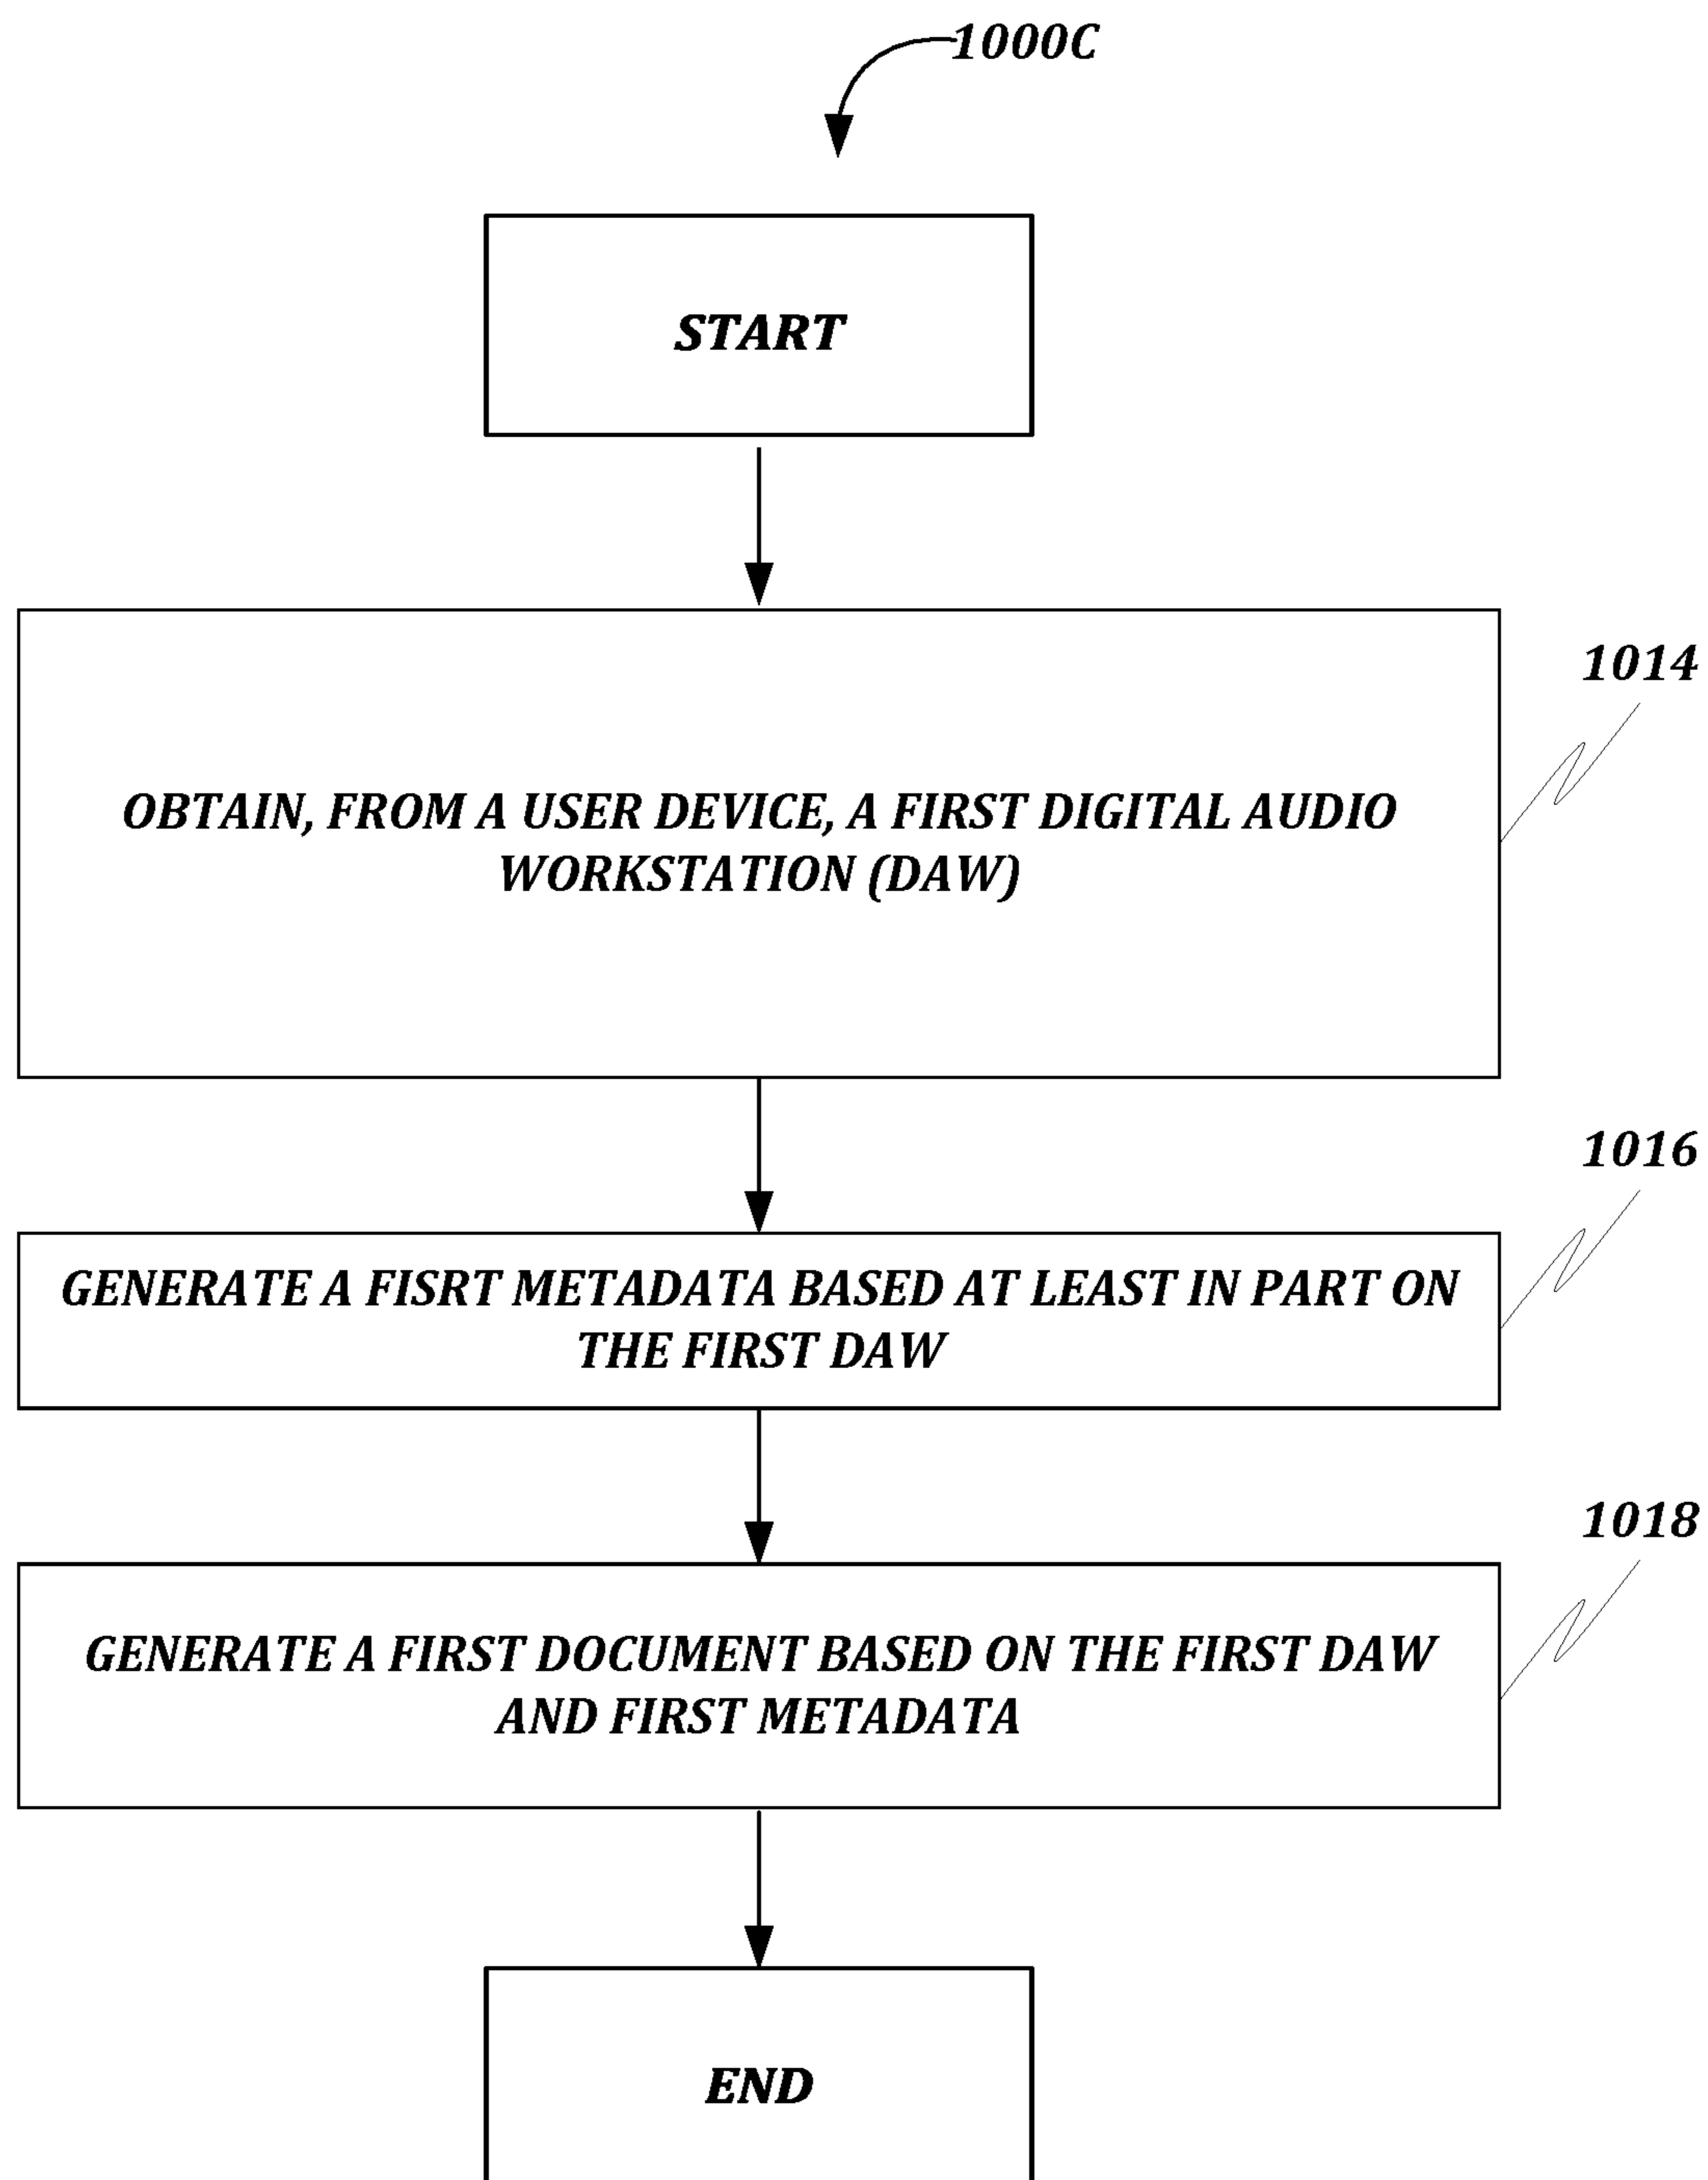 1000C
START
1014
OBTAIN, FROM A USER DEVICE, A FIRST DIGITAL AUDIO
WORKSTATION (DAW)
1016
GENERATE A FISRT METADATA BASED AT LEAST IN PART ON
THE FIRST DAW
1018
GENERATE A FIRST DOCUMENT BASED ON THE FIRST DAW
AND FIRST METADATA
END